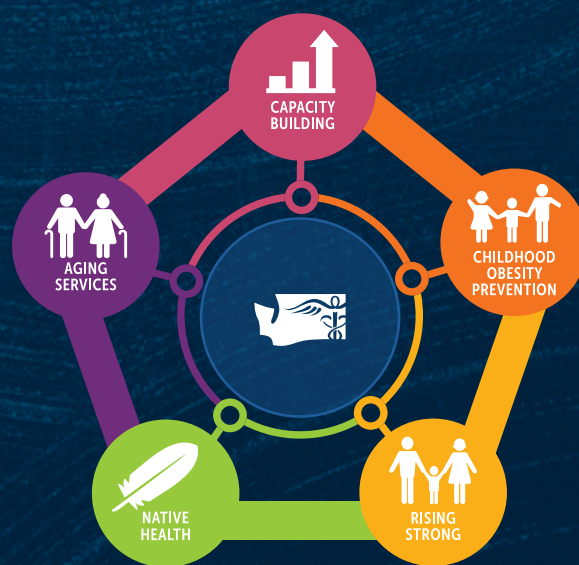 CAPACITY
BUILDING
AGING
SERVICES
CHILDHOOD
OBESITY
PREVENTION
NATIVE
HEALTH
RISING
STRONG